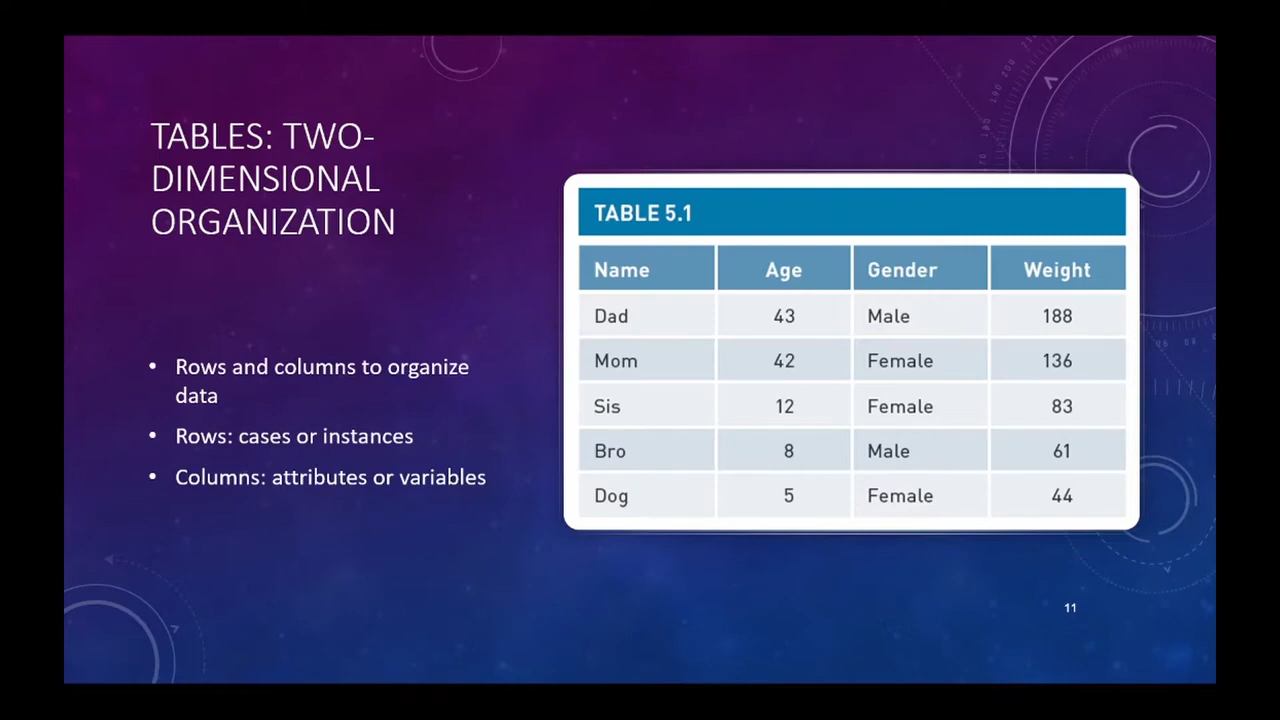 TABLES: TWO-
DIMENSIONAL
ORGANIZATION
• Rows and columns to organize
data
• Rows: cases or instances
• Columns: attributes or variables
TABLE 5.1
Name Age Gender Weight
Dad 43 Male 188
Mom 42 Female 136
Sis 12 Female 83
Bro 8 Male 61
Dog 5 Female 44
11